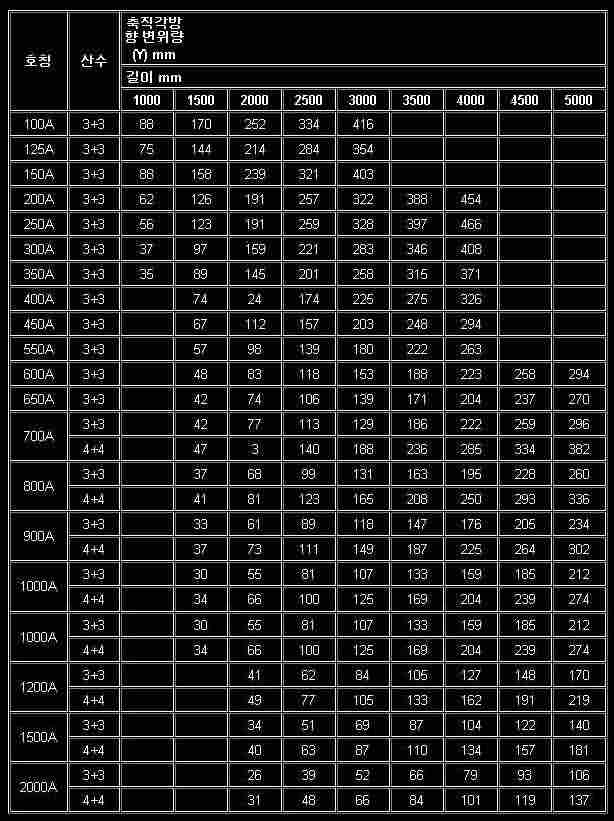 호칭 산수 축직각방
향 변위량
(Y) mm
길이 mm
1000 1500 2000 2500 3000 3500 4000 4500 5000
100A 3+3 88 170 252 334 416
125A 3+3 75 144 214 284 354
150A 3+3 88 158 239 321 403
200A 3+3 62 126 191 257 322 388 454
250A 3+3 56 123 191 259 328 397 466
300A 3+3 37 97 159 221 283 346 408
350A 3+3 35 89 145 201 258 315 371
400A 3+3 74 24 174 225 275 326
450A 3+3 67 112 157 203 248 294
550A 3+3 57 98 139 180 222 263
600A 3+3 48 83 118 153 188 223 258 294
650A 3+3 42 74 106 139 171 204 237 270
700A 3+3 42 77 113 129 186 222 259 296
4+4 47 3 140 188 236 285 334 382
800A 3+3 37 68 99 131 163 195 228 260
4+4 41 81 123 165 208 250 293 336
900A 3+3 33 61 89 118 147 176 205 234
4+4 37 73 111 149 187 225 264 302
1000A 3+3 30 55 81 107 133 159 185 212
4+4 34 66 100 125 169 204 239 274
1000A 3+3 30 55 81 107 133 159 185 212
4+4 34 66 100 125 169 204 239 274
1200A 3+3 41 62 84 105 127 148 170
4+4 49 77 105 133 162 191 219
1500A 3+3 34 51 69 87 104 122 140
4+4 40 63 87 110 134 157 181
2000A 3+3 26 39 52 66 79 93 106
4+4 31 48 66 84 101 119 137